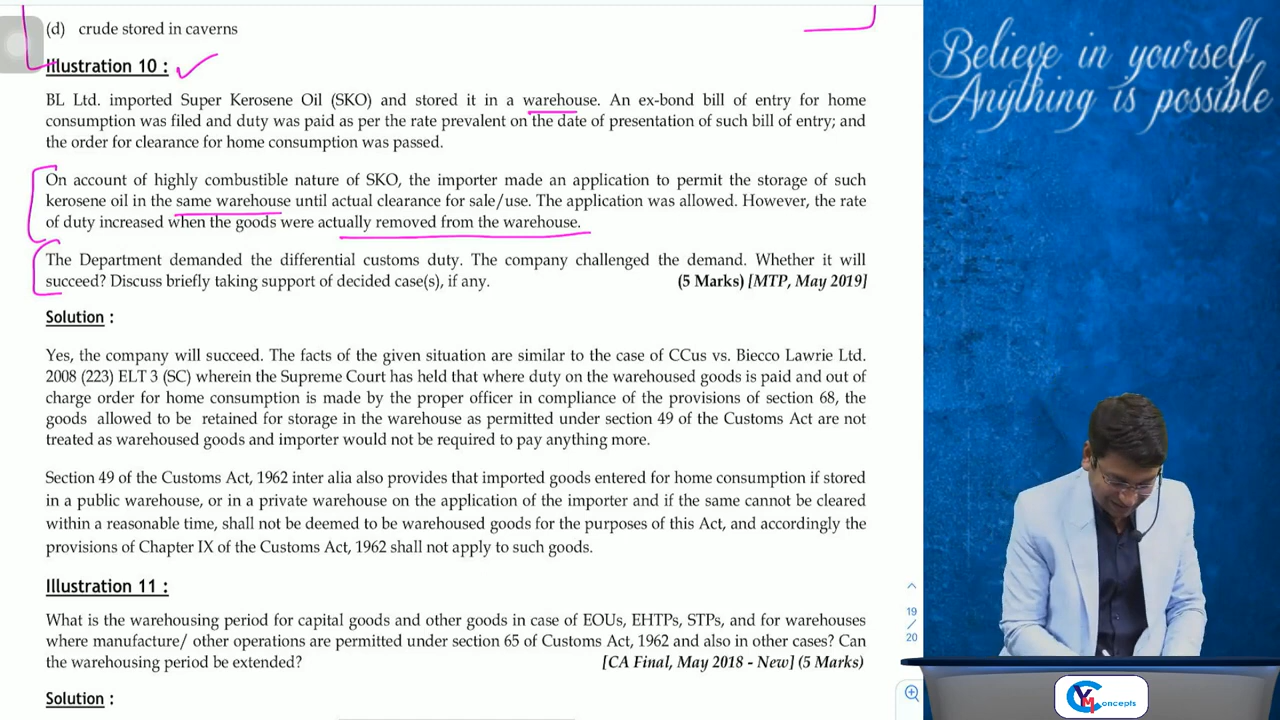 (d) crude stored in caverns
Illustration 10 :
BL Ltd. imported Super Kerosene Oil (SKO) and stored it in a warehouse. An ex-bond bill of entry for home
consumption was filed and duty was paid as per the rate prevalent on the date of presentation of such bill of entry; and
the order for clearance for home consumption was passed.
On account of highly combustible nature of SKO, the importer made an application to permit the storage of such
kerosene oil in the same warehouse until actual clearance for sale/use. The application was allowed. However, the rate
of duty increased when the goods were actually removed from the warehouse.
The Department demanded the differential customs duty. The company challenged the demand. Whether it will
succeed? Discuss briefly taking support of decided case(s), if any. (5 Marks) [MTP, May 2019]
Solution :
Yes, the company will succeed. The facts of the given situation are similar to the case of CCus vs. Biecco Lawrie Ltd.
2008 (223) ELT 3 (SC) wherein the Supreme Court has held that where duty on the warehoused goods is paid and out of
charge order for home consumption is made by the proper officer in compliance of the provisions of section 68, the
goods allowed to be retained for storage in the warehouse as permitted under section 49 of the Customs Act are not
treated as warehoused goods and importer would not be required to pay anything more.
Section 49 of the Customs Act, 1962 inter alia also provides that imported goods entered for home consumption if stored
in a public warehouse, or in a private warehouse on the application of the importer and if the same cannot be cleared
within a reasonable time, shall not be deemed to be warehoused goods for the purposes of this Act, and accordingly the
provisions of Chapter IX of the Customs Act, 1962 shall not apply to such goods.
Illustration 11 :
What is the warehousing period for capital goods and other goods in case of EOUs, EHTPs, STPs, and for warehouses
where manufacture/ other operations are permitted under section 65 of Customs Act, 1962 and also in other cases? Can
the warehousing period be extended? [CA Final, May 2018 - New] (5 Marks)
Solution :
19
/
20
Believe in yourself
Anything is possible
YM Concepts